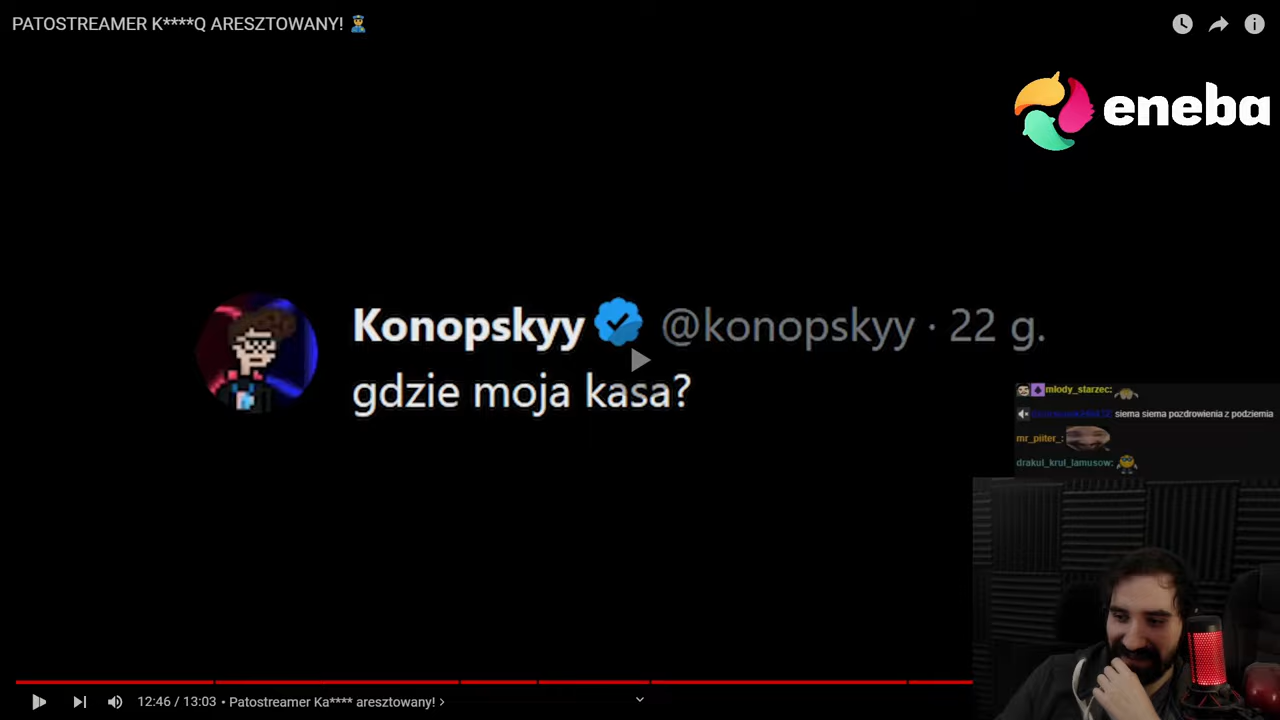 PATOSTREAMER K****Q ARESZTOWANY! 👮
eneba
Konopskyy @konopskyy · 22 g.
gdzie moja kasa?
młody_starzec:
siema siema pozdrowienia z podziemia
mr_piiter_:
drakul_krul_lamusow:
12:46 / 13:03 • Patostreamer Ka**** aresztowany! ›